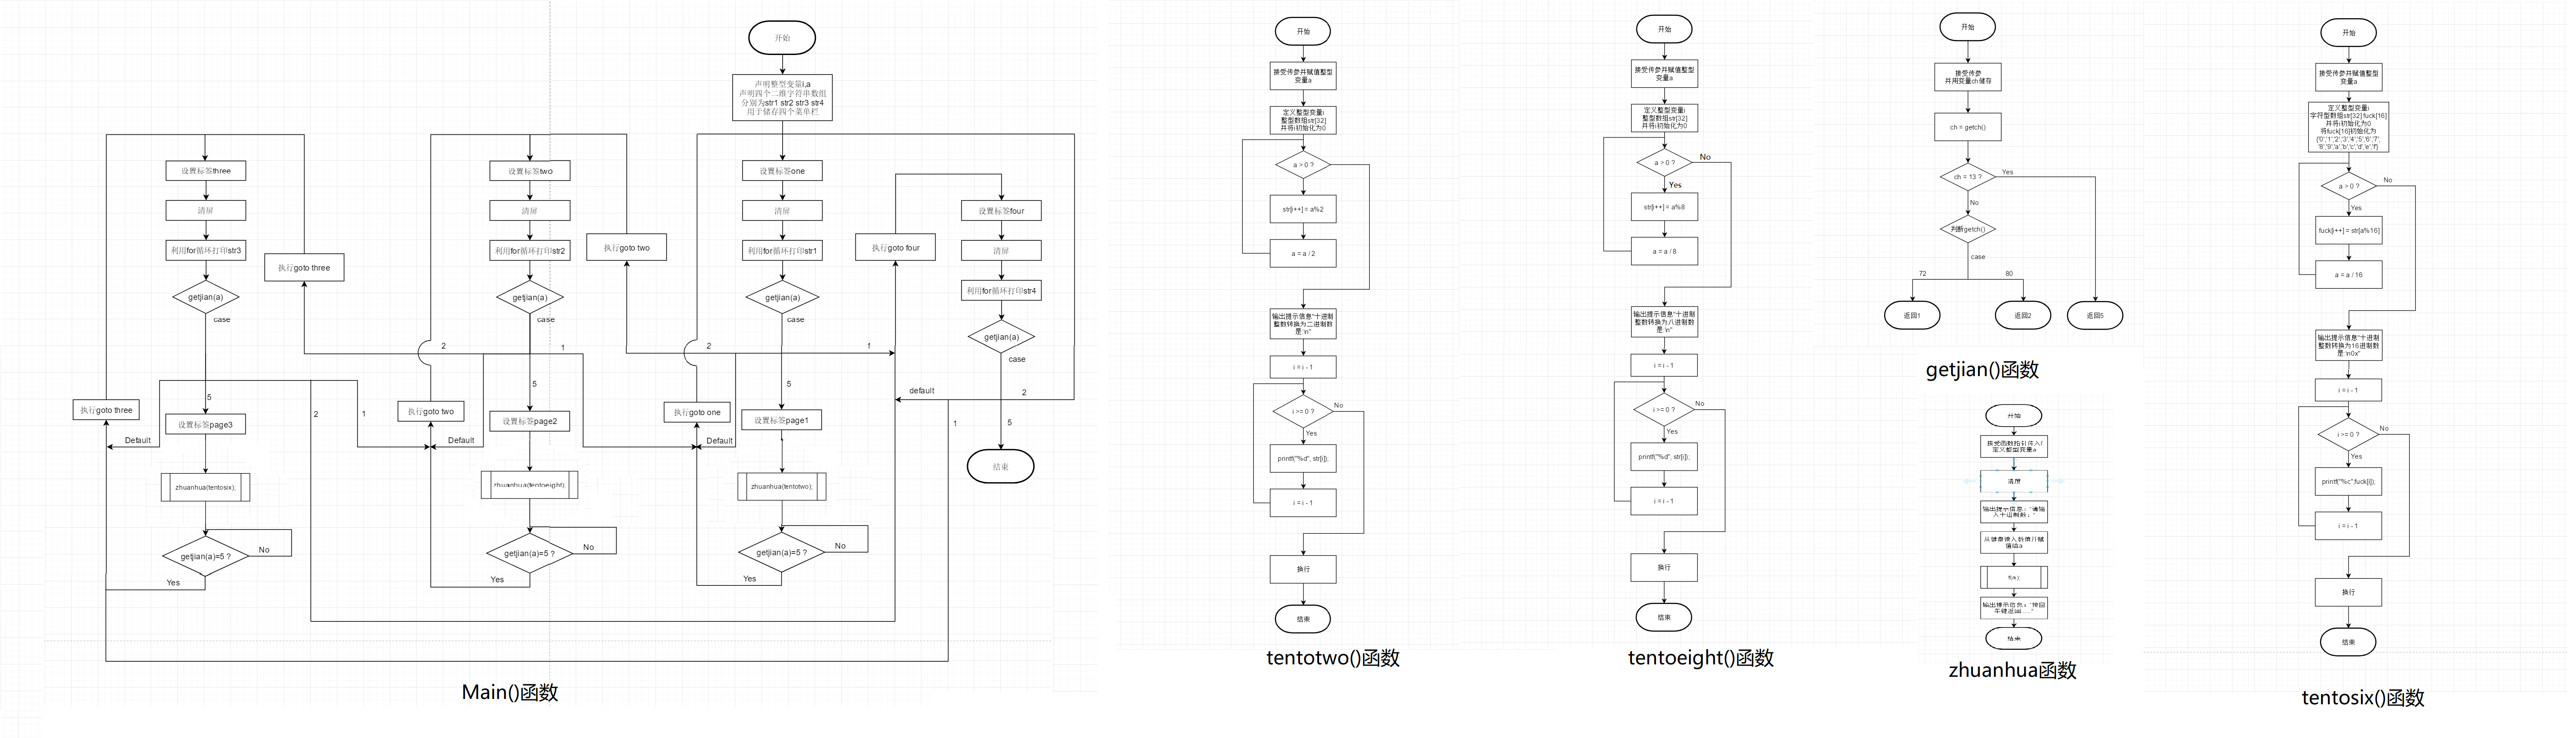 开始
声明整型变量i,a
声明四个二维字符串数组
分别为str1 str2 str3 str4
用于储存四个菜单栏
设置标签three
清屏
利用for循环打印str3
getjian(a)
case
执行goto three
执行goto three
5
2
1
Default
设置标签page3
zhuanhua(tentosix);
getjian(a)=5 ?
No
Yes
设置标签two
清屏
利用for循环打印str2
getjian(a)
case
执行goto two
执行goto two
2
1
5
Default
设置标签page2
zhuanhua(tentoeight);
getjian(a)=5 ?
No
Yes
设置标签one
清屏
利用for循环打印str1
getjian(a)
case
执行goto one
2
1
5
Default
设置标签page1
zhuanhua(tentotwo);
getjian(a)=5 ?
No
Yes
执行goto four
设置标签four
清屏
利用for循环打印str4
getjian(a)
case
default
2
1
5
结束
Main()函数
开始
接受传参并赋值整型
变量a
定义整型变量i
整型数组str[32]
并将i初始化为0
a > 0 ?
str[i++] = a%2
a = a / 2
输出提示信息"十进制
整数转换为二进制数
是:\n"
i = i - 1
i >= 0 ?
No
Yes
printf("%d", str[i]);
i = i - 1
换行
结束
tentotwo()函数
开始
接受传参并赋值整型
变量a
定义整型变量i
整型数组str[32]
并将i初始化为0
a > 0 ?
No
Yes
str[i++] = a%8
a = a / 8
输出提示信息"十进制
整数转换为八进制数
是:\n"
i = i - 1
i >= 0 ?
No
Yes
printf("%d", str[i]);
i = i - 1
换行
结束
tentoeight()函数
开始
接受传参
并用变量ch储存
ch = getch()
ch = 13 ?
Yes
No
判断getch()
case
72
80
返回1
返回2
返回5
getjian()函数
开始
接受函数指针传入f
定义整型变量a
清屏
输出提示信息："请输
入十进制数："
从键盘读入数值并赋
值给a
f(a);
输出提示信息："按回
车键返回......"
结束
zhuanhua函数
开始
接受传参并赋值整型
变量a
定义整型变量i
字符型数组str[32] fuck[16]
并将i初始化为0
将fuck[16]初始化为
{'0','1','2','3','4','5','6','7',
'8','9','a','b','c','d','e','f'}
a > 0 ?
No
Yes
fuck[i++] = str[a%16]
a = a / 16
输出提示信息"十进制
整数转换为16进制数
是:\n0x"
i = i - 1
i >= 0 ?
No
Yes
printf("%c",fuck[i]);
i = i - 1
换行
结束
tentosix()函数